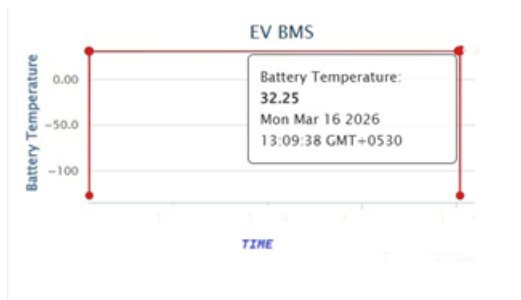 EV BMS
Battery Temperature
0.00
−50.0
−100
Battery Temperature:
32.25
Mon Mar 16 2026
13:09:38 GMT+0530
TIME